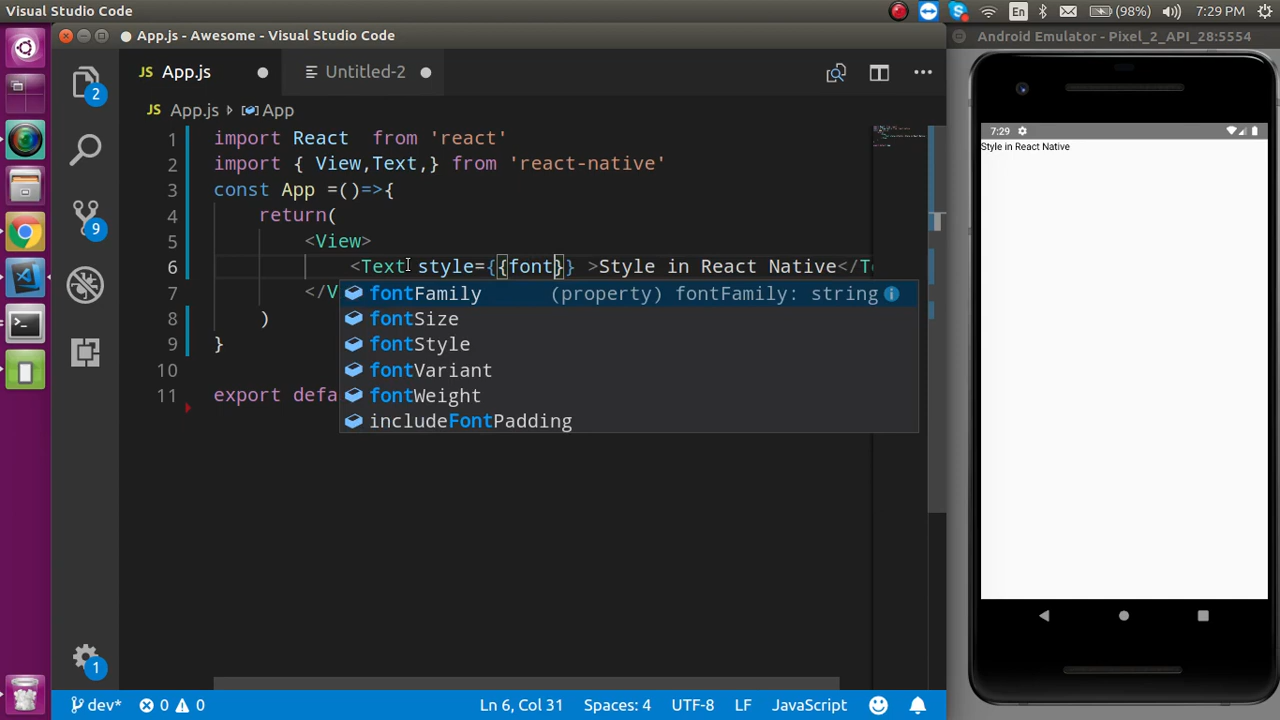 Visual Studio Code
En
(98%)
7:29 PM
App.js - Awesome - Visual Studio Code
Android Emulator - Pixel_2_API_28:5554
JS App.js
Untitled-2
JS App.js
App
2
9
1
1 import React  from 'react'
2 import { View,Text,} from 'react-native'
3 const App =()=>{
4 return(
5 <View>
6 <Text style={{font}} >Style in React Native</Te
7 </V
8 )
9 }
10
11 export defa
fontFamily (property) fontFamily: string
fontSize
fontStyle
fontVariant
fontWeight
includeFontPadding
7:29
Style in React Native
dev*
0
0
Ln 6, Col 31
Spaces: 4
UTF-8
LF
JavaScript